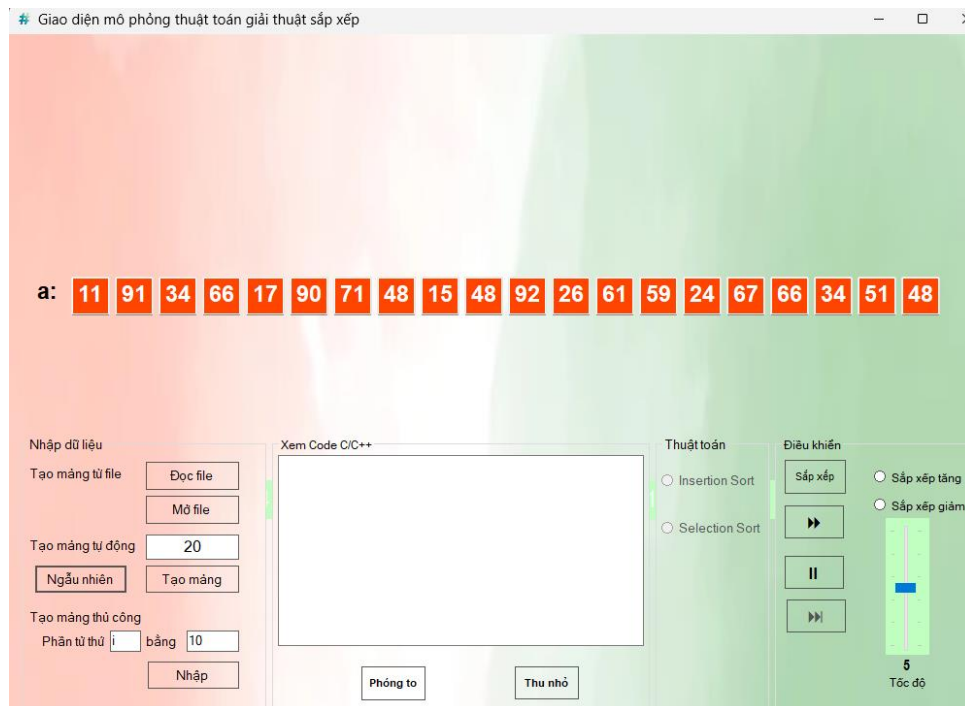 Giao diện mô phỏng thuật toán giải thuật sắp xếp
a: 11 91 34 66 17 90 71 48 15 48 92 26 61 59 24 67 66 34 51 48
Nhập dữ liệu
Tạo mảng từ file
Đọc file
Mở file
Tạo mảng tự động
20
Ngẫu nhiên
Tạo mảng
Tạo mảng thủ công
Phần tử thứ i bằng 10
Nhập
Xem Code C/C++
Phóng to
Thu nhỏ
Thuật toán
Insertion Sort
Selection Sort
Điều khiển
Sắp xếp
Sắp xếp tăng
Sắp xếp giảm
5
Tốc độ